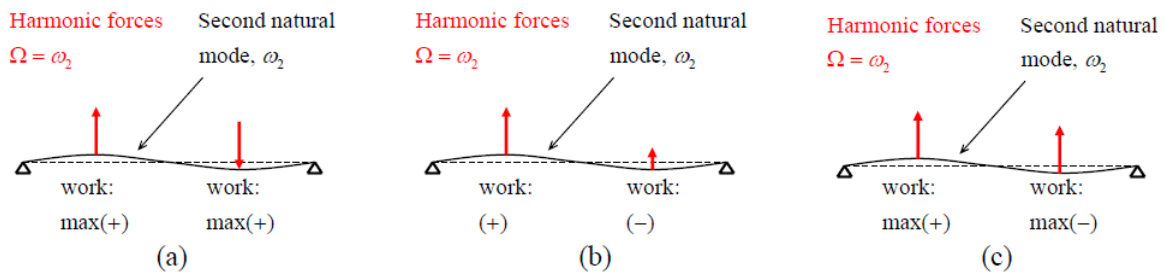 Harmonic forces
Ω = ω₂
Second natural
mode, ω₂
work:
max(+)
work:
max(+)
(a)
Harmonic forces
Ω = ω₂
Second natural
mode, ω₂
work:
(+)
work:
(−)
(b)
Harmonic forces
Ω = ω₂
Second natural
mode, ω₂
work:
max(+)
work:
max(−)
(c)